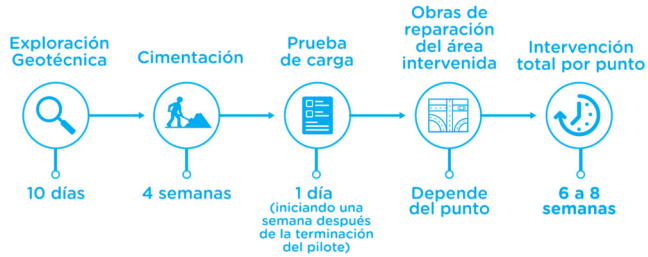 Exploración
Geotécnica
10 días
Cimentación
4 semanas
Prueba
de carga
1 día
(iniciando una
semana después
de la terminación
del pilote)
Obras de
reparación
del área
intervenida
Depende
del punto
Intervención
total por punto
6 a 8
semanas